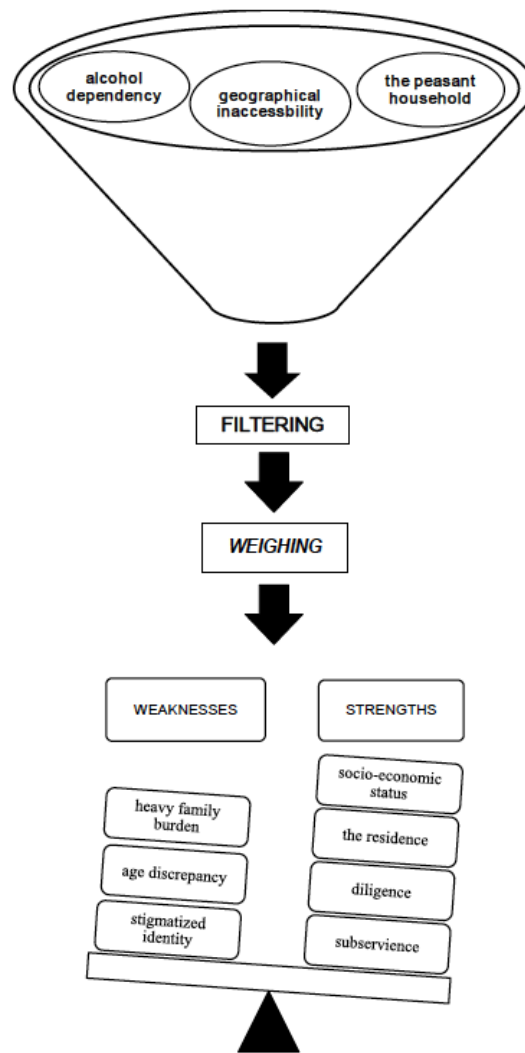 alcohol
dependency
geographical
inaccessbility
the peasant
household
FILTERING
WEIGHING
WEAKNESSES
STRENGTHS
heavy family
burden
age discrepancy
stigmatized
identity
socio-economic
status
the residence
diligence
subservience